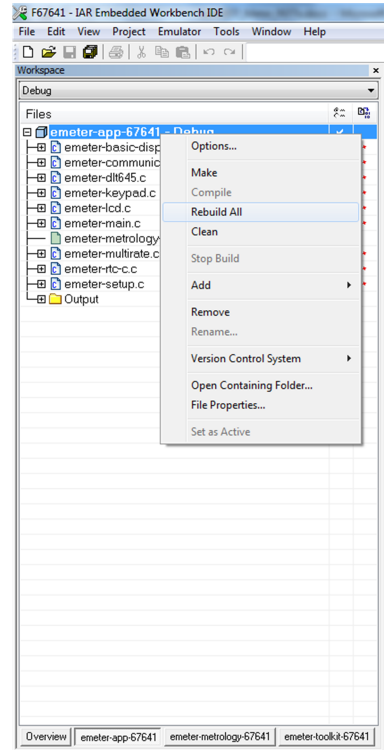 F67641 - IAR Embedded Workbench IDE
File Edit View Project Emulator Tools Window Help
Workspace
Debug
Files
emeter-app-67641 - Debug
emeter-basic-disp
emeter-communic
emeter-dlt645.c
emeter-keypad.c
emeter-lcd.c
emeter-main.c
emeter-metrology
emeter-multirate.c
emeter-rtc-c.c
emeter-setup.c
Output
Options...
Make
Compile
Rebuild All
Clean
Stop Build
Add
Remove
Rename...
Version Control System
Open Containing Folder...
File Properties...
Set as Active
Overview emeter-app-67641 emeter-metrology-67641 emeter-toolkit-67641